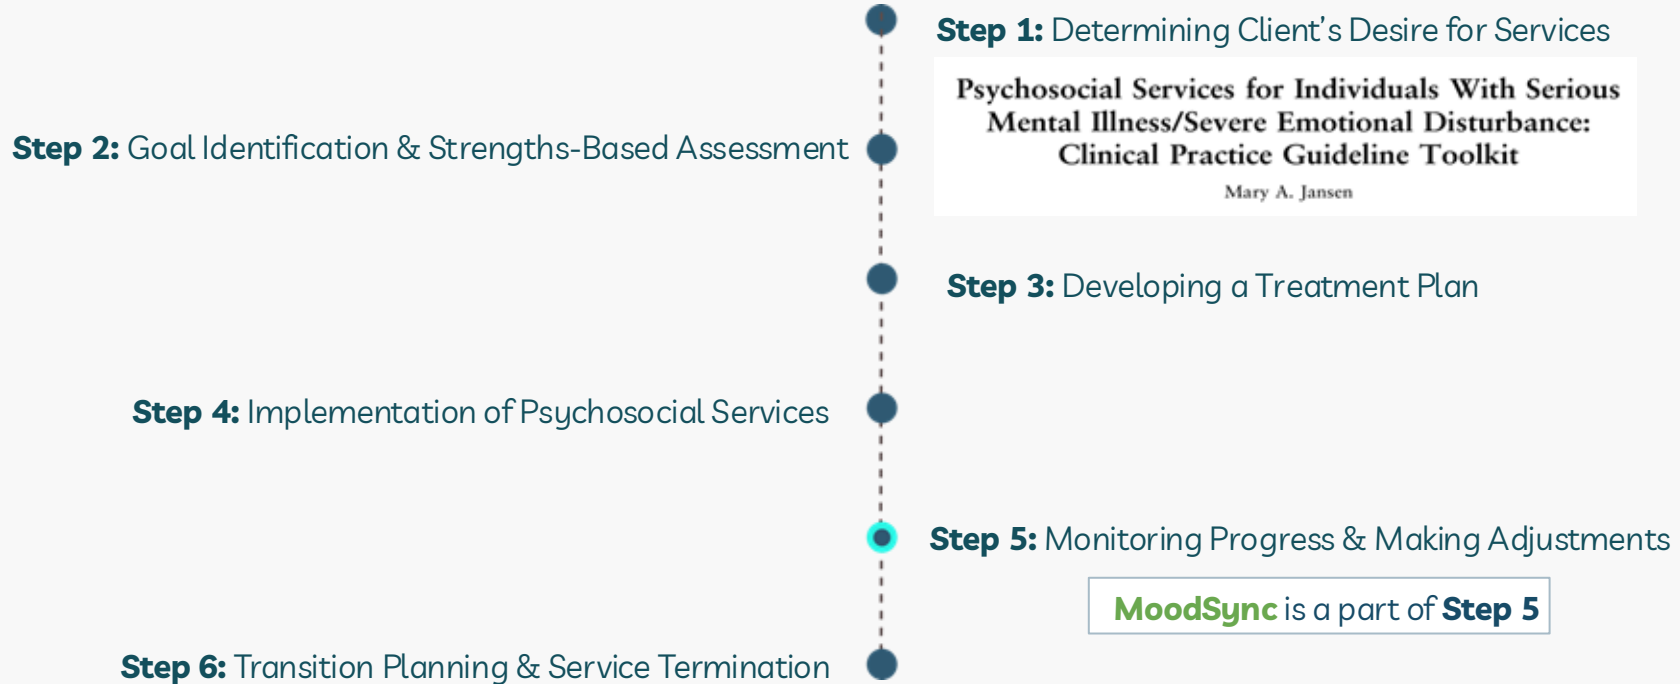 Step 1: Determining Client’s Desire for Services
Psychosocial Services for Individuals With Serious
Mental Illness/Severe Emotional Disturbance:
Clinical Practice Guideline Toolkit
Mary A. Jansen
Step 2: Goal Identification & Strengths-Based Assessment
Step 3: Developing a Treatment Plan
Step 4: Implementation of Psychosocial Services
Step 5: Monitoring Progress & Making Adjustments
MoodSync is a part of Step 5
Step 6: Transition Planning & Service Termination